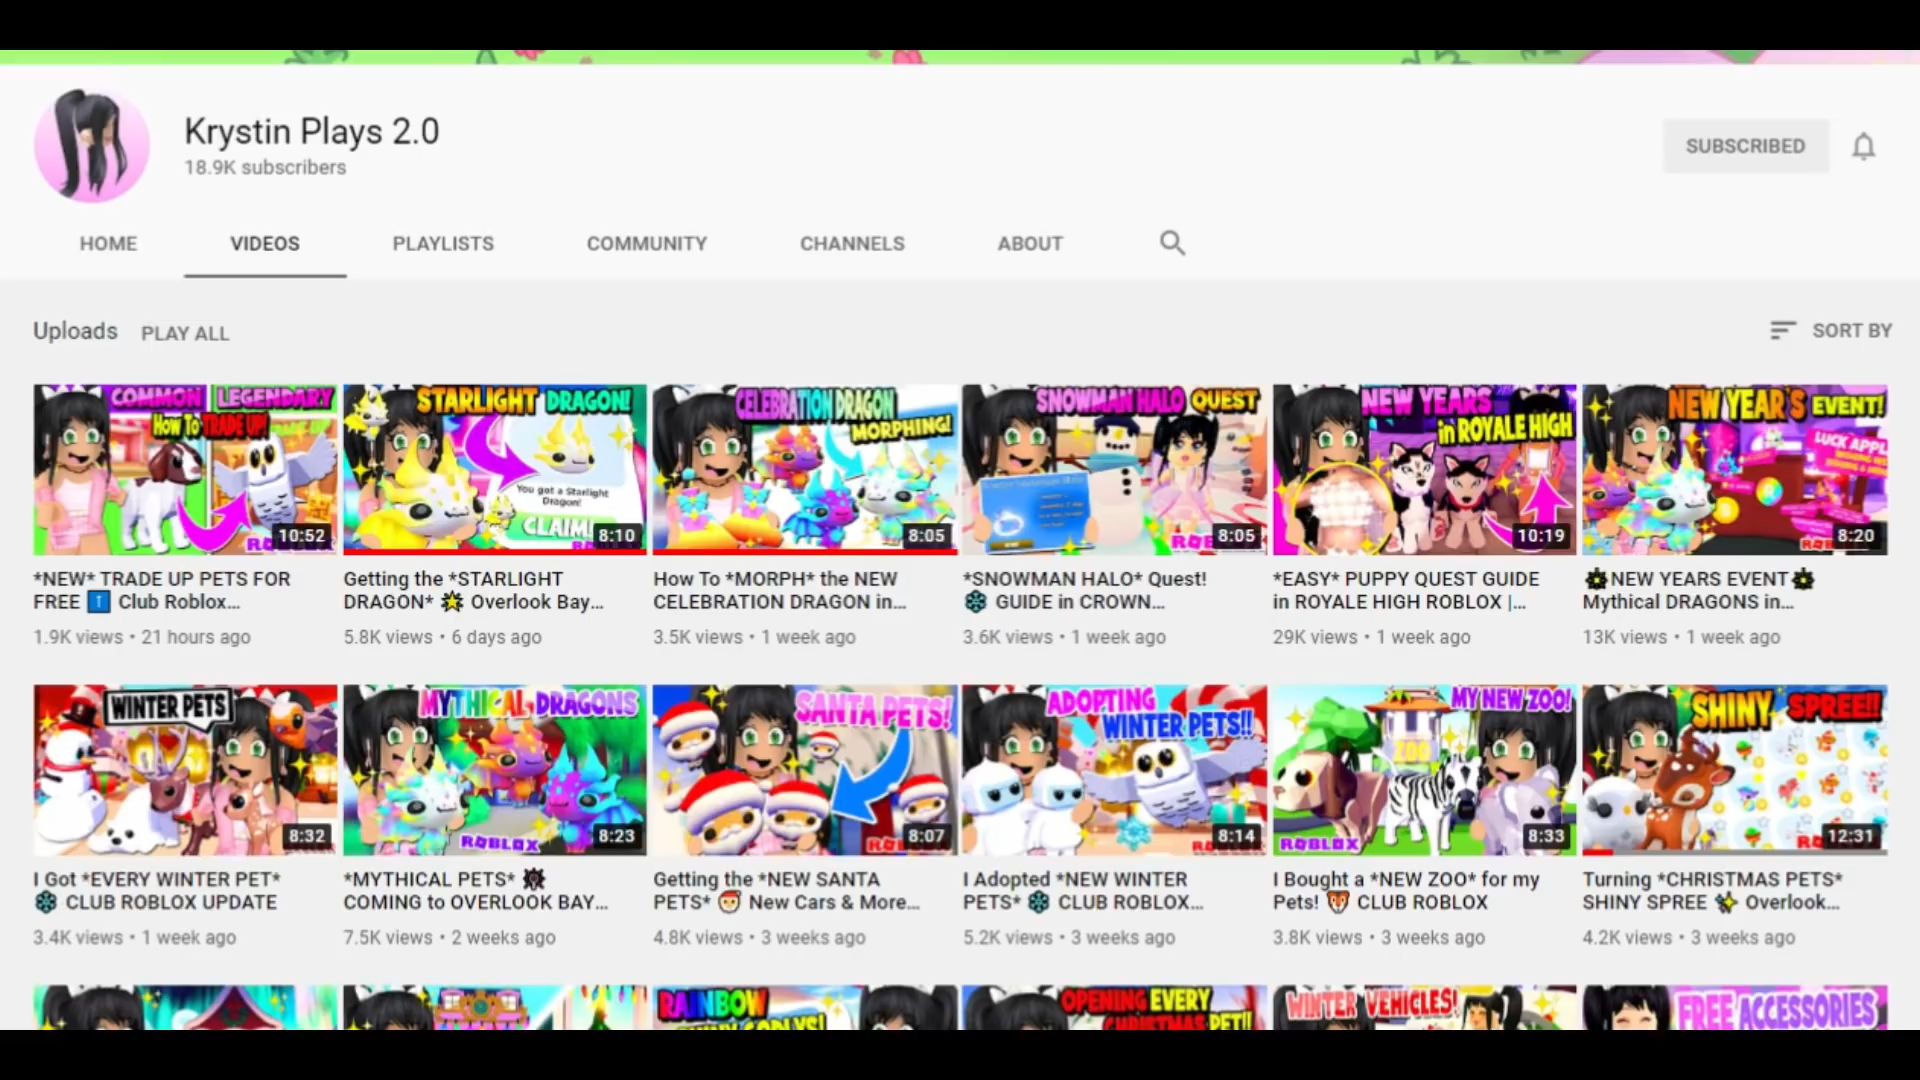 Krystin Plays 2.0
18.9K subscribers
SUBSCRIBED
HOME
VIDEOS
PLAYLISTS
COMMUNITY
CHANNELS
ABOUT
Uploads
PLAY ALL
SORT BY
COMMON LEGENDARY
HOW TO TRADE UP!
10:52
STARLIGHT DRAGON!
You got a Starlight
Dragon!
CLAIM!
8:10
CELEBRATION DRAGON
MORPHING!
8:05
SNOWMAN HALO QUEST
8:05
NEW YEARS
in ROYALE HIGH
10:19
NEW YEAR'S EVENT!
8:20
*NEW* TRADE UP PETS FOR
FREE ⬆️ Club Roblox...
1.9K views • 21 hours ago
Getting the *STARLIGHT
DRAGON* 🌟 Overlook Bay...
5.8K views • 6 days ago
How To *MORPH* the NEW
CELEBRATION DRAGON in...
3.5K views • 1 week ago
*SNOWMAN HALO* Quest!
❄️ GUIDE in CROWN...
3.6K views • 1 week ago
*EASY* PUPPY QUEST GUIDE
in ROYALE HIGH ROBLOX |...
29K views • 1 week ago
NEW YEARS EVENT
Mythical DRAGONS in...
13K views • 1 week ago
WINTER PETS
8:32
MYTHICAL DRAGONS
ROBLOX
8:23
SANTA PETS!
8:07
ADOPTING
WINTER PETS!!
8:14
MY NEW ZOO!
ZOO
ROBLOX
8:33
SHINY SPREE!!
12:31
I Got *EVERY WINTER PET*
❄️ CLUB ROBLOX UPDATE
3.4K views • 1 week ago
*MYTHICAL PETS*
COMING to OVERLOOK BAY...
7.5K views • 2 weeks ago
Getting the *NEW SANTA
PETS* 🎅 New Cars & More...
4.8K views • 3 weeks ago
I Adopted *NEW WINTER
PETS* ❄️ CLUB ROBLOX...
5.2K views • 3 weeks ago
I Bought a *NEW ZOO* for my
Pets! 🐯 CLUB ROBLOX
3.8K views • 3 weeks ago
Turning *CHRISTMAS PETS*
SHINY SPREE ✨ Overlook...
4.2K views • 3 weeks ago
RAINBOW
OPENING EVERY
CHRISTMAS PET!!
WINTER VEHICLES!
FREE ACCESSORIES